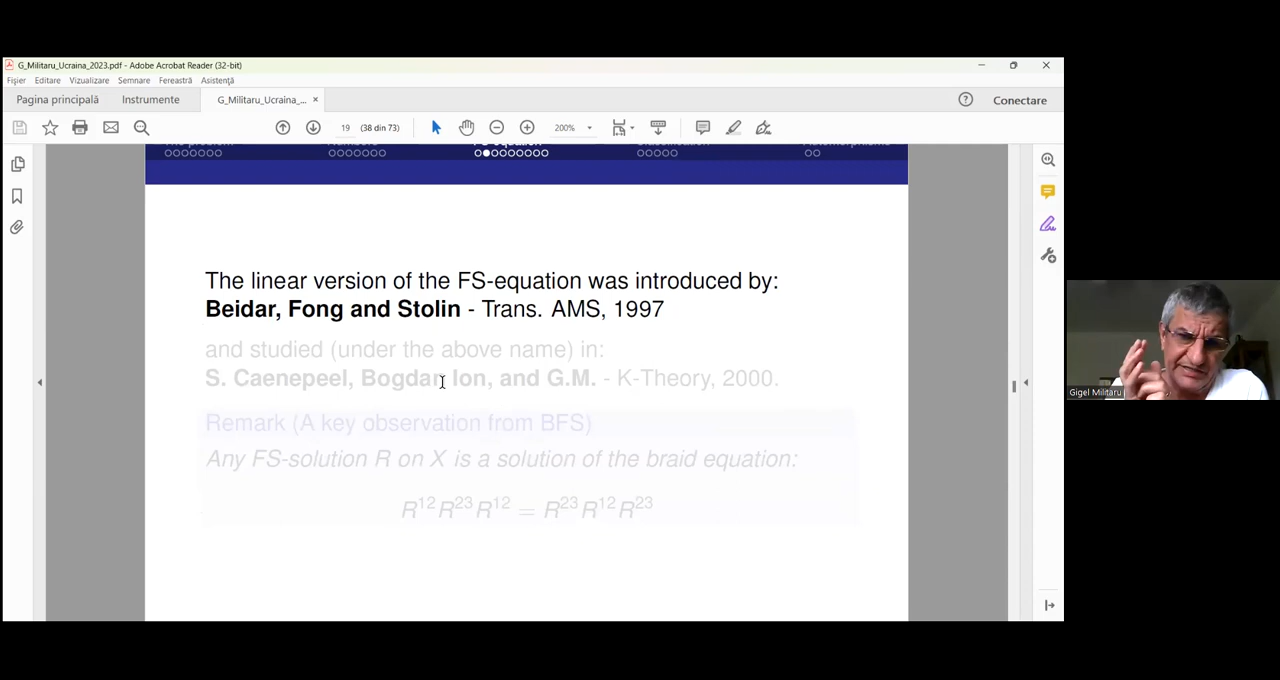 G_Militaru_Ucraina_2023.pdf - Adobe Acrobat Reader (32-bit)
Fișier Editare Vizualizare Semnare Fereastră Asistență
Pagina principală Instrumente G_Militaru_Ucraina_... × Conectare
19 (38 din 73) 200%
The linear version of the FS-equation was introduced by:
Beidar, Fong and Stolin - Trans. AMS, 1997
and studied (under the above name) in:
S. Caenepeel, Bogdan Ion, and G.M. - K-Theory, 2000.
Remark (A key observation from BFS)
Any FS-solution R on X is a solution of the braid equation:
R¹²R²³R¹² = R²³R¹²R²³
Gigel Militaru